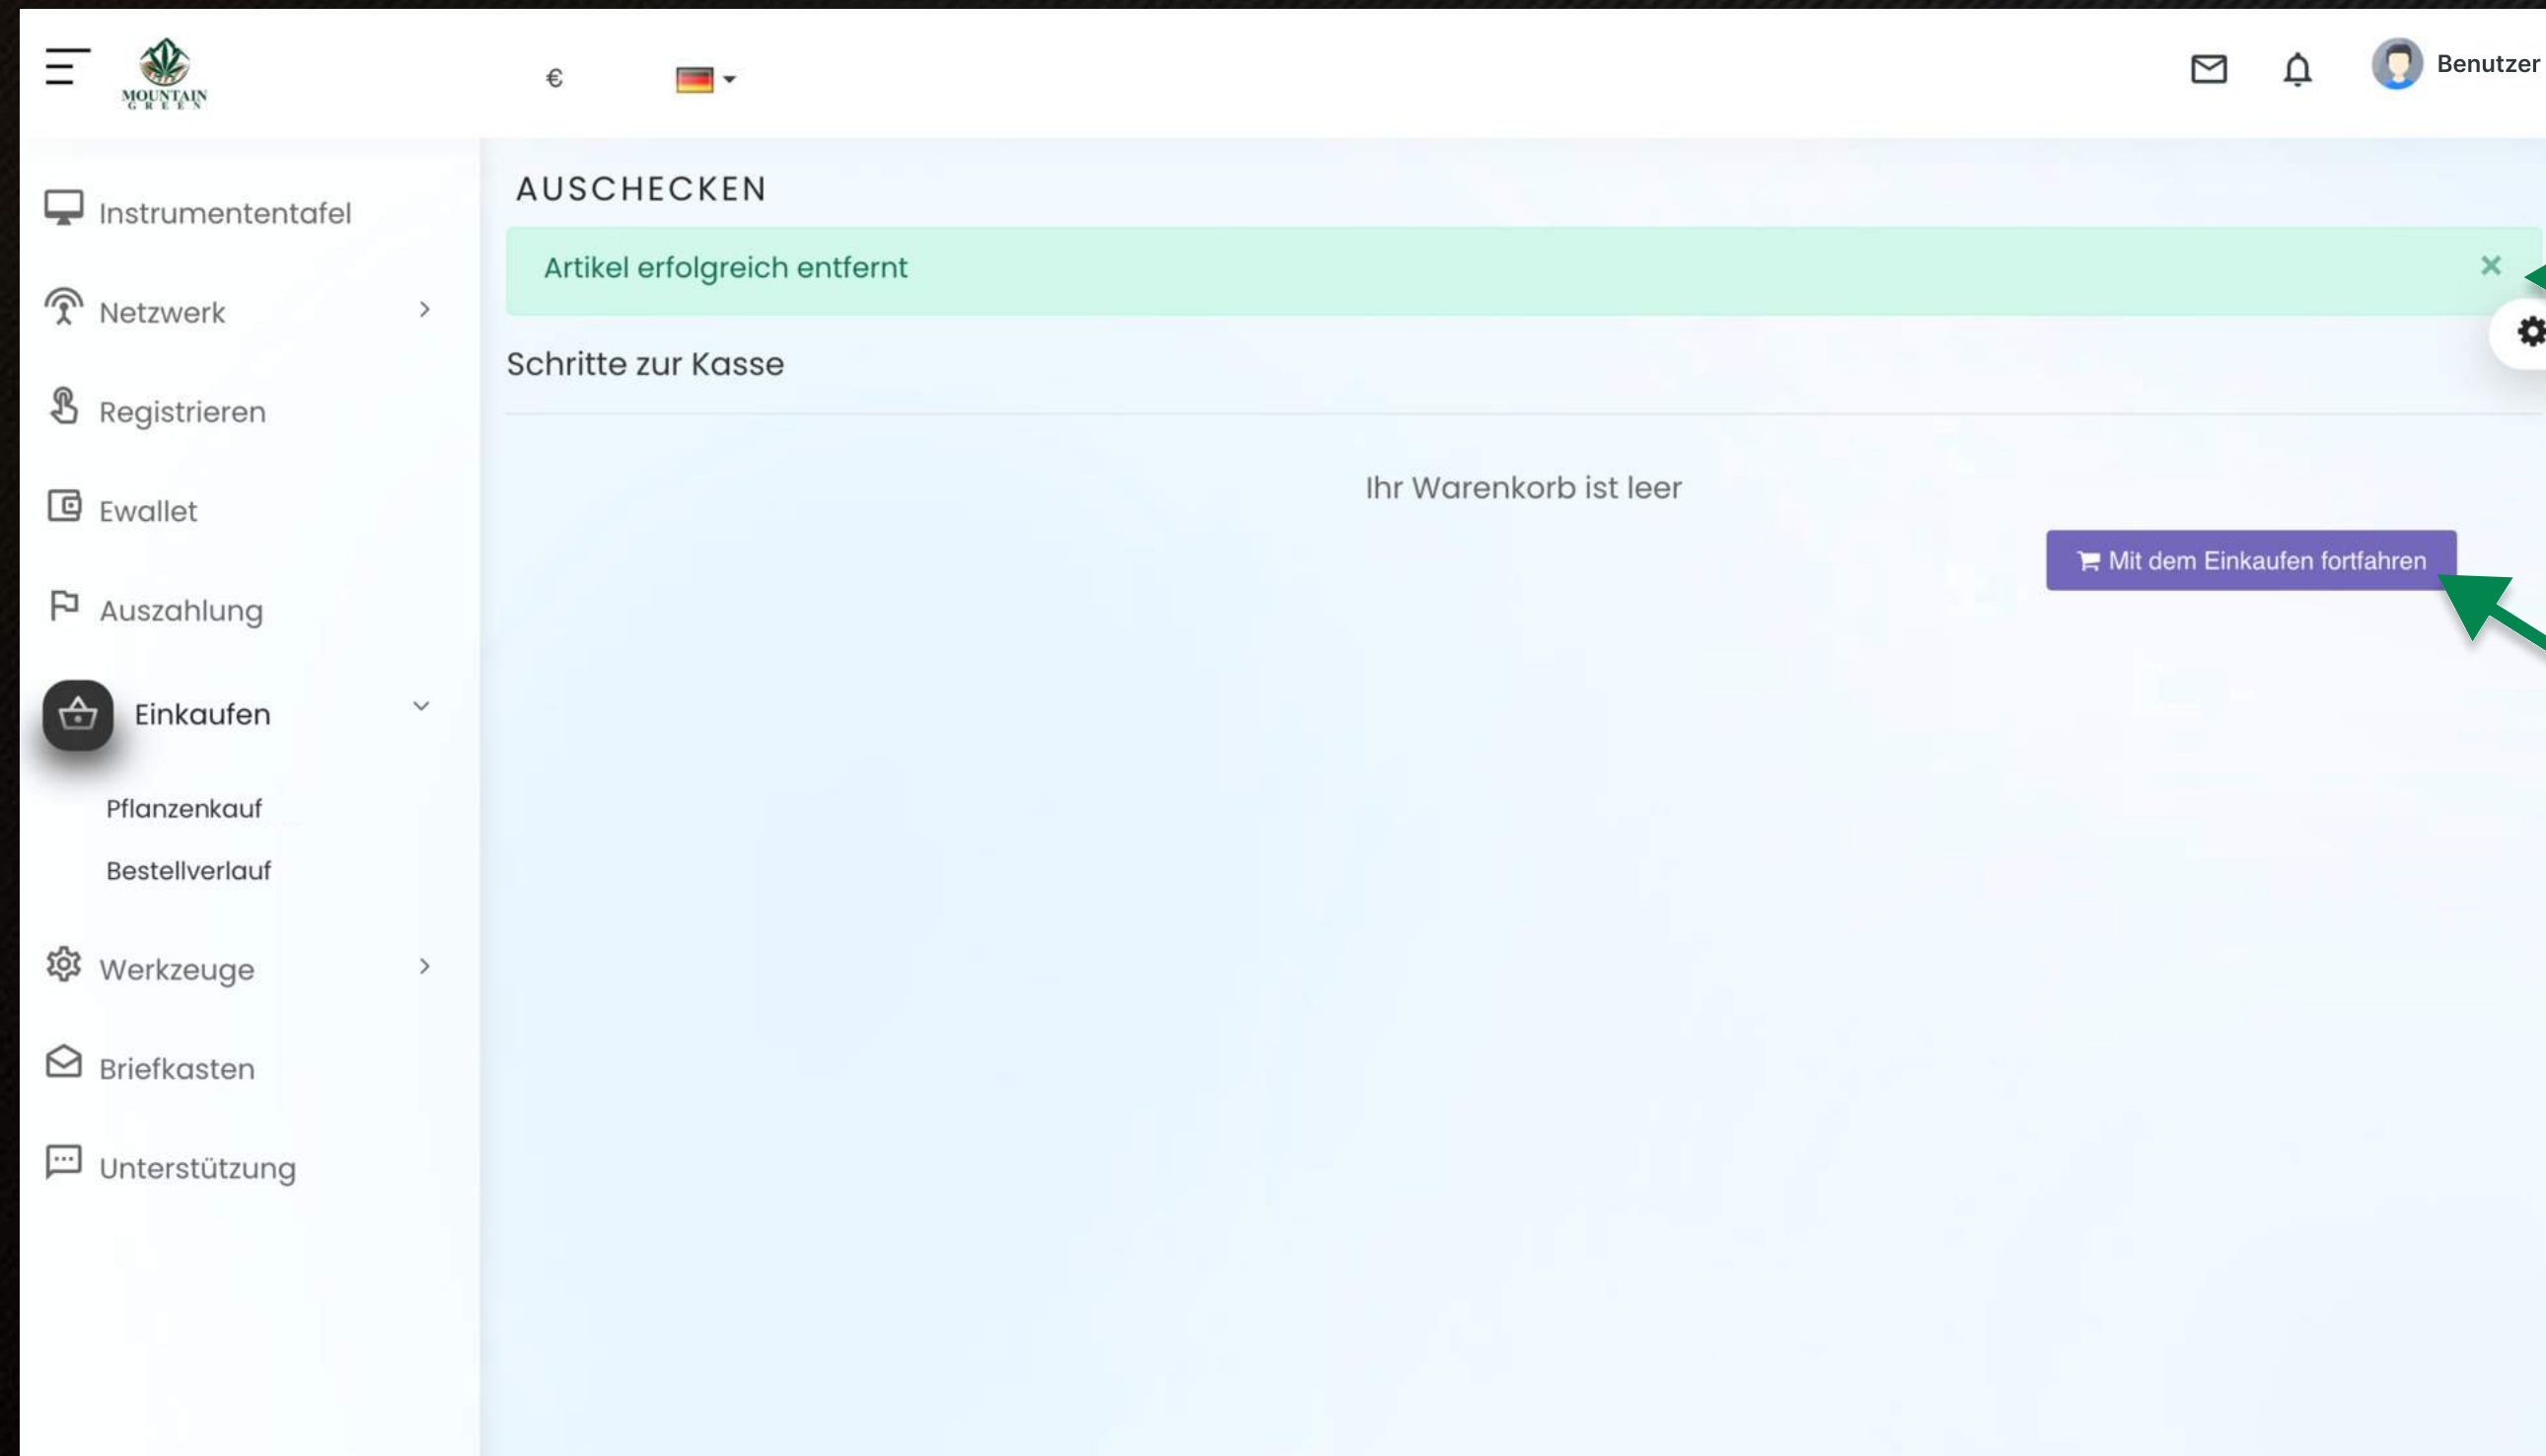 MOUNTAIN
GREEN
€
Benutzer
Instrumententafel
Netzwerk
Registrieren
Ewallet
Auszahlung
Einkaufen
Pflanzenkauf
Bestellverlauf
Werkzeuge
Briefkasten
Unterstützung
AUSCHECKEN
Artikel erfolgreich entfernt
Schritte zur Kasse
Ihr Warenkorb ist leer
Mit dem Einkaufen fortfahren